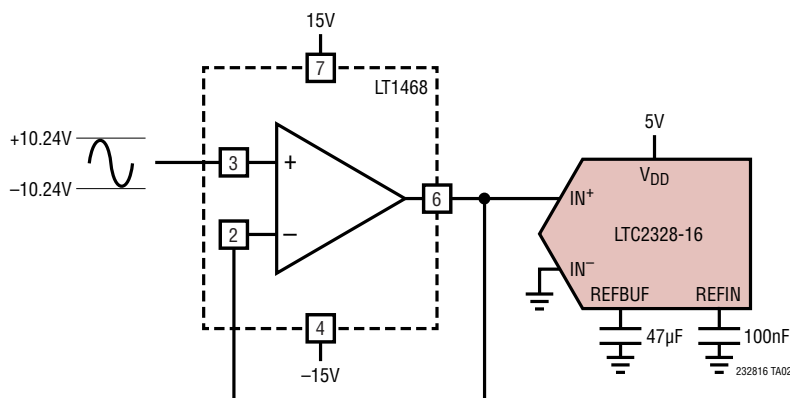 15V
7
LT1468
+10.24V
–10.24V
3
+
2
–
6
4
–15V
5V
VDD
IN+
LTC2328-16
IN–
REFBUF
REFIN
47µF
100nF
232816 TA02